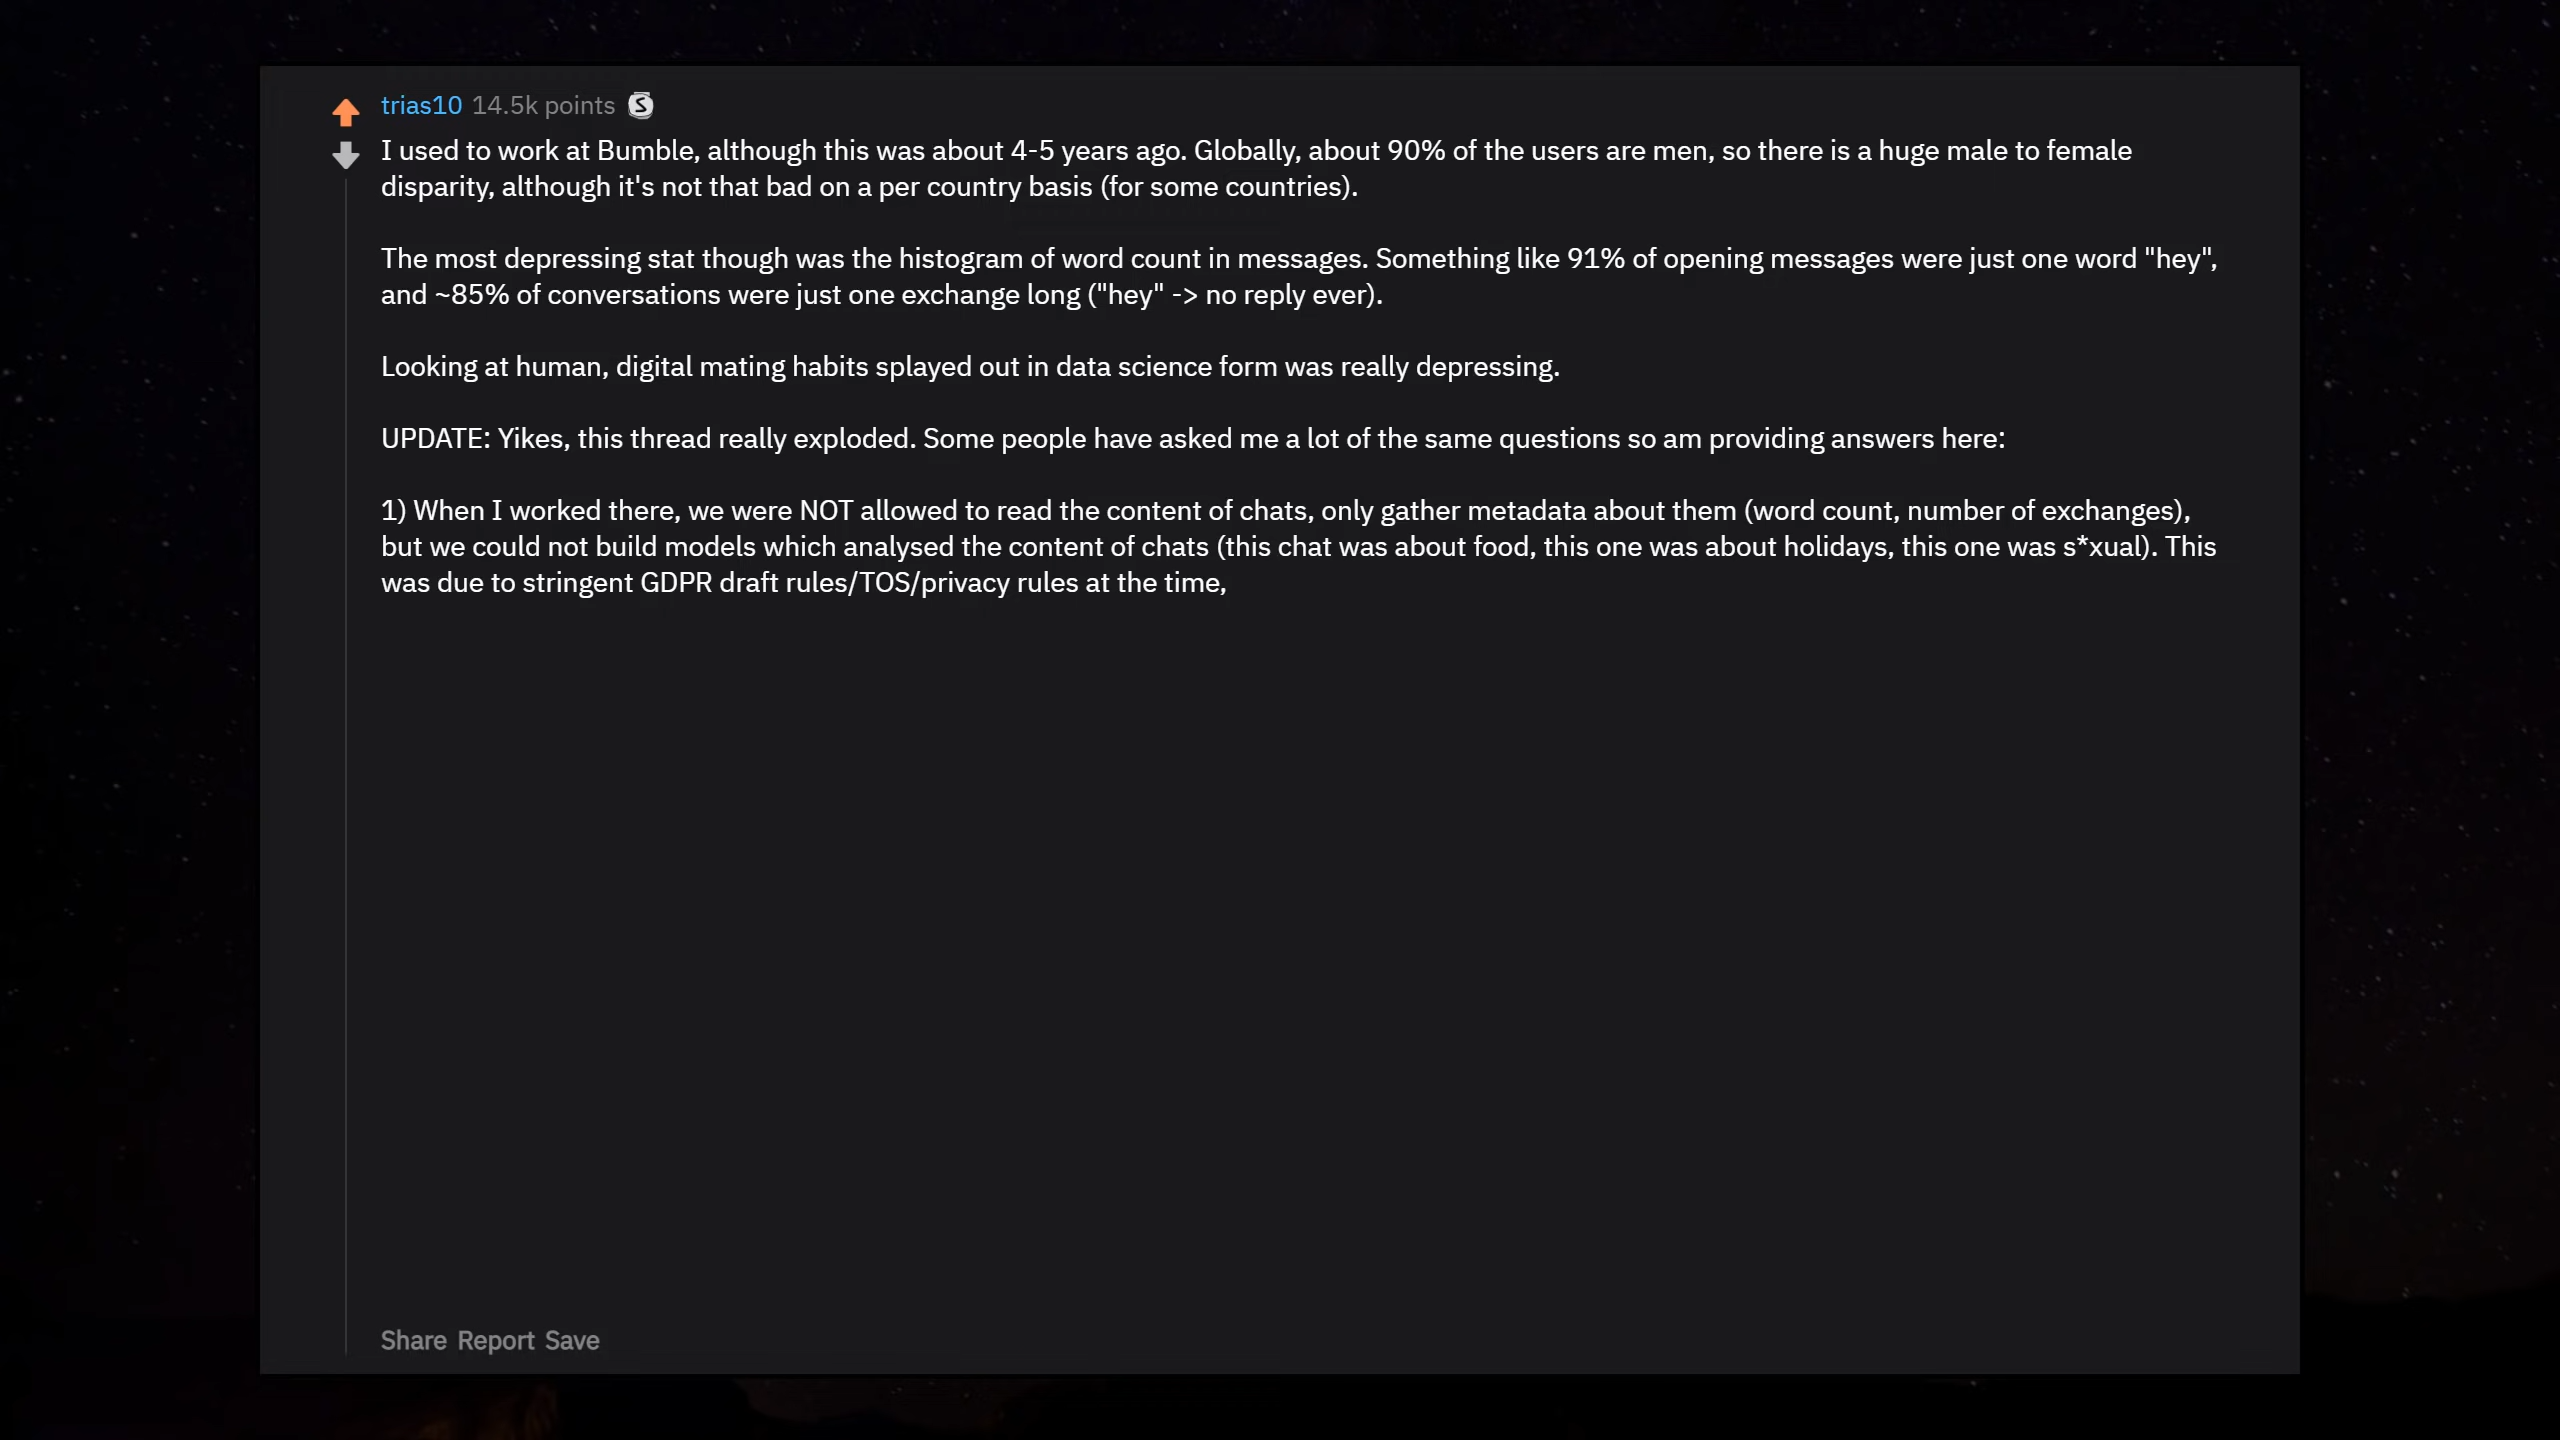 trias10 14.5k points
I used to work at Bumble, although this was about 4-5 years ago. Globally, about 90% of the users are men, so there is a huge male to female
disparity, although it's not that bad on a per country basis (for some countries).
The most depressing stat though was the histogram of word count in messages. Something like 91% of opening messages were just one word "hey",
and ~85% of conversations were just one exchange long ("hey" -> no reply ever).
Looking at human, digital mating habits splayed out in data science form was really depressing.
UPDATE: Yikes, this thread really exploded. Some people have asked me a lot of the same questions so am providing answers here:
1) When I worked there, we were NOT allowed to read the content of chats, only gather metadata about them (word count, number of exchanges),
but we could not build models which analysed the content of chats (this chat was about food, this one was about holidays, this one was s*xual). This
was due to stringent GDPR draft rules/TOS/privacy rules at the time,
Share Report Save